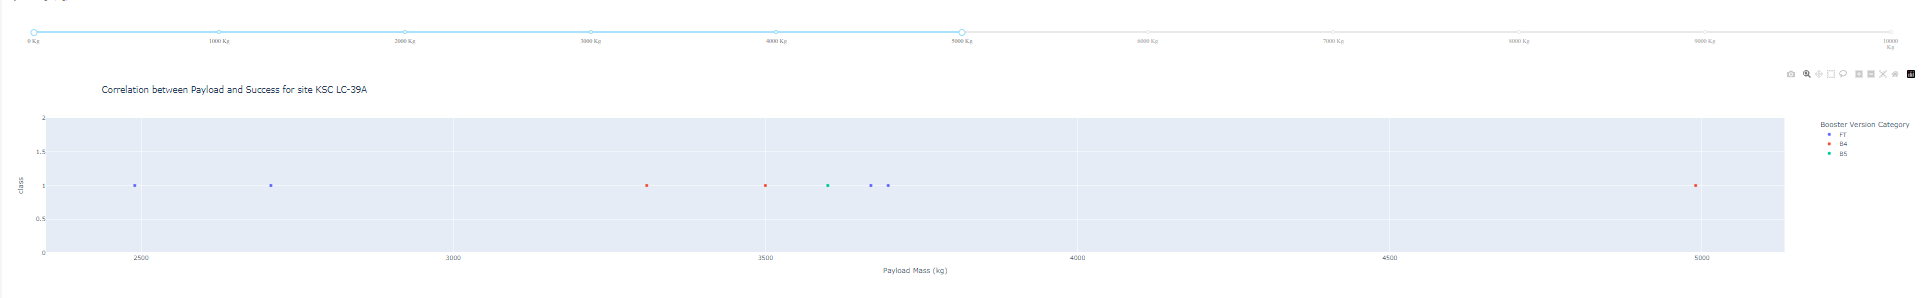 0 Kg 1000 Kg 2000 Kg 3000 Kg 4000 Kg 5000 Kg 6000 Kg 7000 Kg 8000 Kg 9000 Kg 10000
Kg
Correlation between Payload and Success for site KSC LC-39A
Booster Version Category
FT
B4
B5
2
1.5
1
0.5
0
class
2500 3000 3500 4000 4500 5000
Payload Mass (kg)